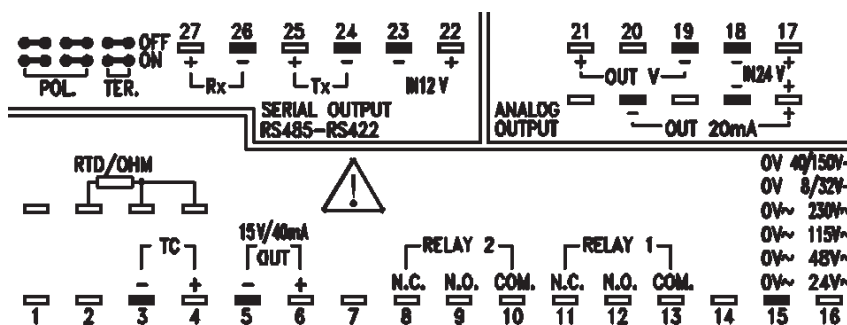 27 26 25 24 23 22
OFF
ON
+ - + - - +
POL. TER.
Rx Tx IN12 V
SERIAL OUTPUT
RS485-RS422
21 20 19 18 17
+ - - +
OUT V IN24 V
+
ANALOG
OUTPUT
- - +
OUT 20mA
RTD/OHM
!
0V 40/150V-
0V 8/32V-
0V~ 230V~
0V~ 115V~
0V~ 48V~
0V~ 24V~
TC
- +
15V/40mA
OUT
- +
RELAY 2
N.C. N.O. COM.
RELAY 1
N.C. N.O. COM.
1 2 3 4 5 6 7 8 9 10 11 12 13 14 15 16